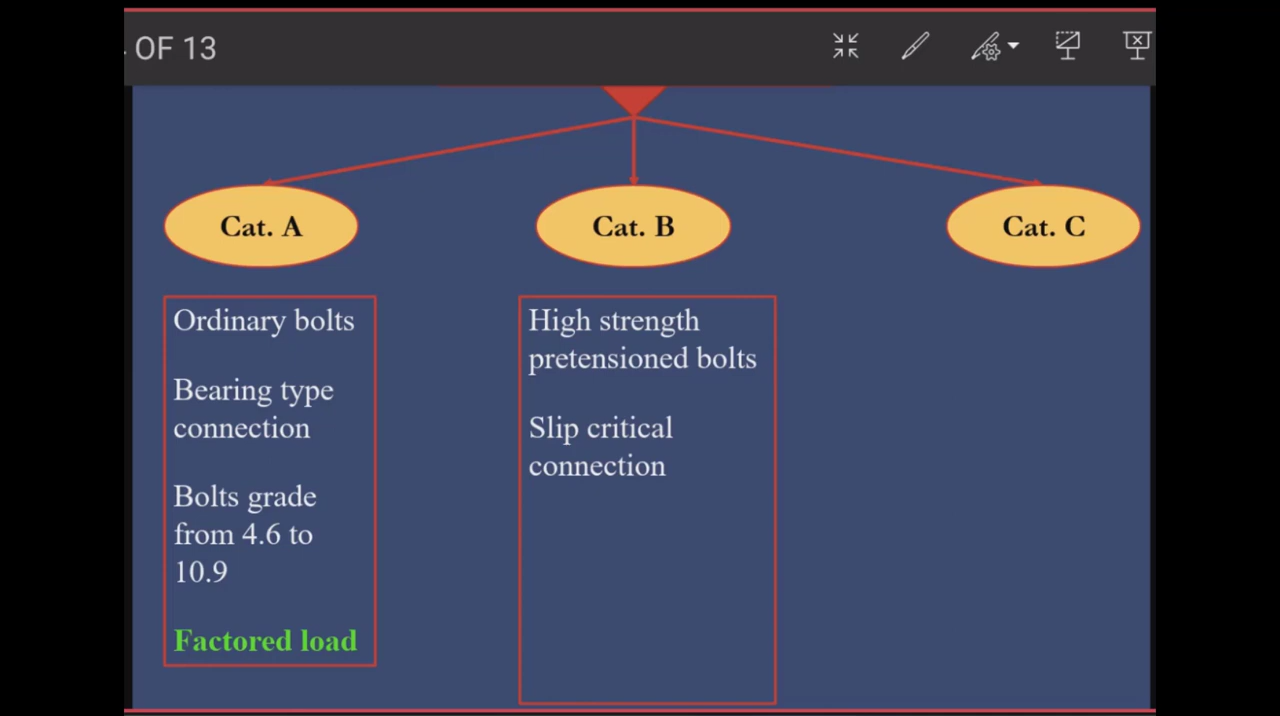 OF 13
Cat. A
Cat. B
Cat. C
Ordinary bolts
Bearing type
connection
Bolts grade
from 4.6 to
10.9
Factored load
High strength
pretensioned bolts
Slip critical
connection